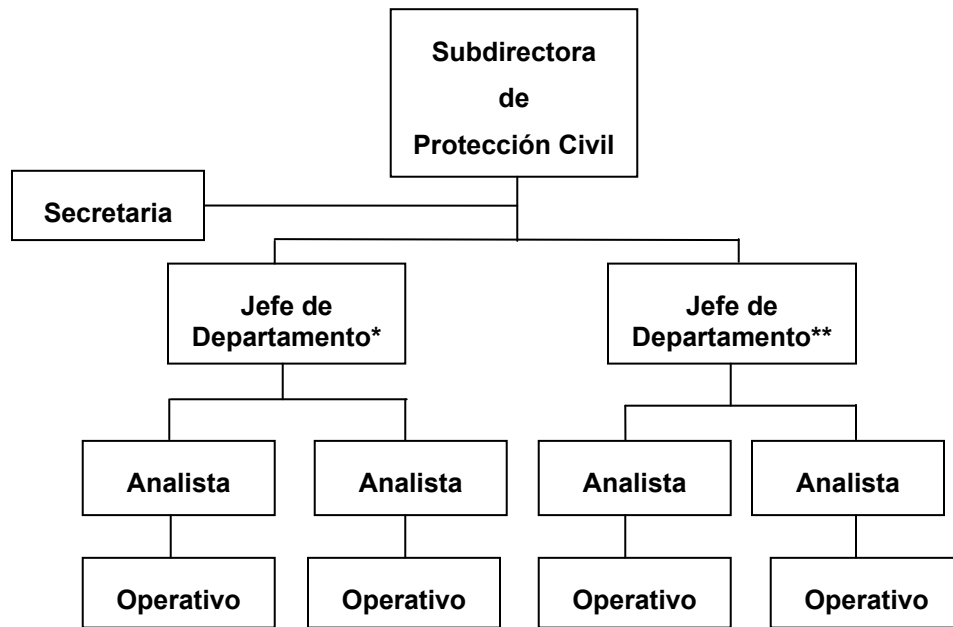 Subdirectora
de
Protección Civil
Secretaria
Jefe de
Departamento*
Jefe de
Departamento**
Analista
Analista
Analista
Analista
Operativo
Operativo
Operativo
Operativo